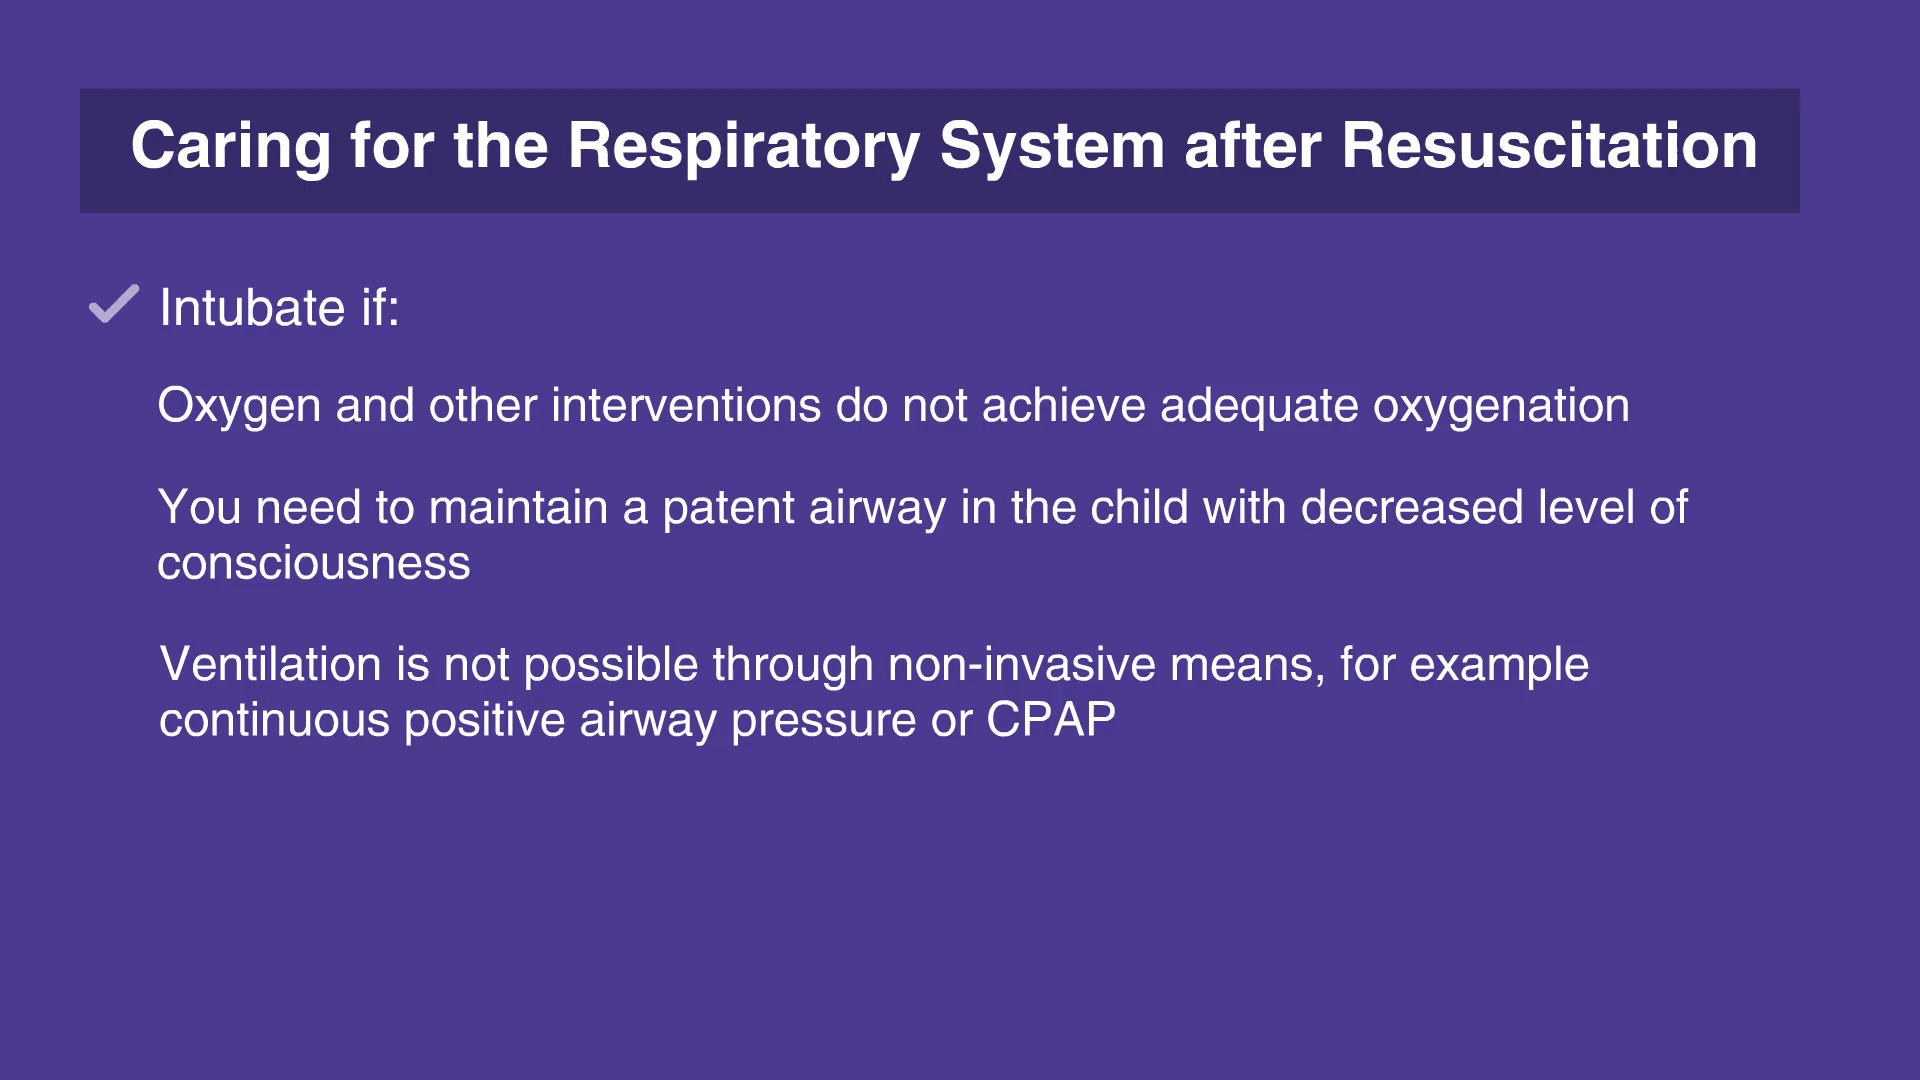 Caring for the Respiratory System after Resuscitation
Intubate if:
Oxygen and other interventions do not achieve adequate oxygenation
You need to maintain a patent airway in the child with decreased level of
consciousness
Ventilation is not possible through non-invasive means, for example
continuous positive airway pressure or CPAP